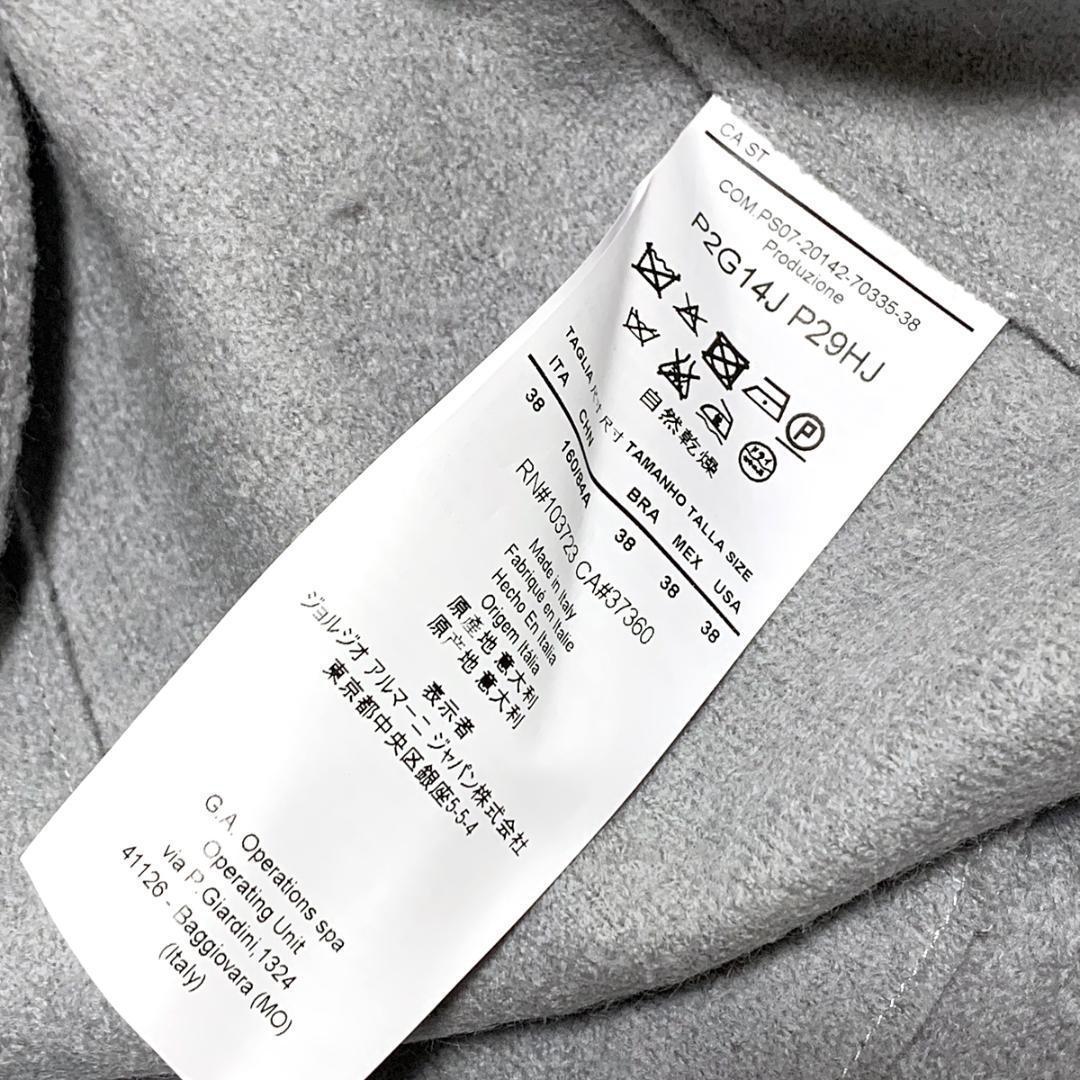 CA ST
COM.PS07-20142-70335-38
Produzione
P2G14J P29HJ
P
自然乾燥
ドライ
TAGLIA 尺寸 尺寸 TAMANHO TALLA SIZE
ITA CHN BRA MEX USA
38 160/84A 38 38 38
RN#103723 CA#37360
Made in Italy
Fabriqué en Italie
Hecho En Italia
Origem Itália
原産地意大利
原产地意大利
表示者
ジョルジオ アルマーニ ジャパン株式会社
東京都中央区銀座5-5-4
G.A. Operations spa
Operating Unit
via P. Giardini, 1324
41126 - Baggiovara (MO)
(Italy)